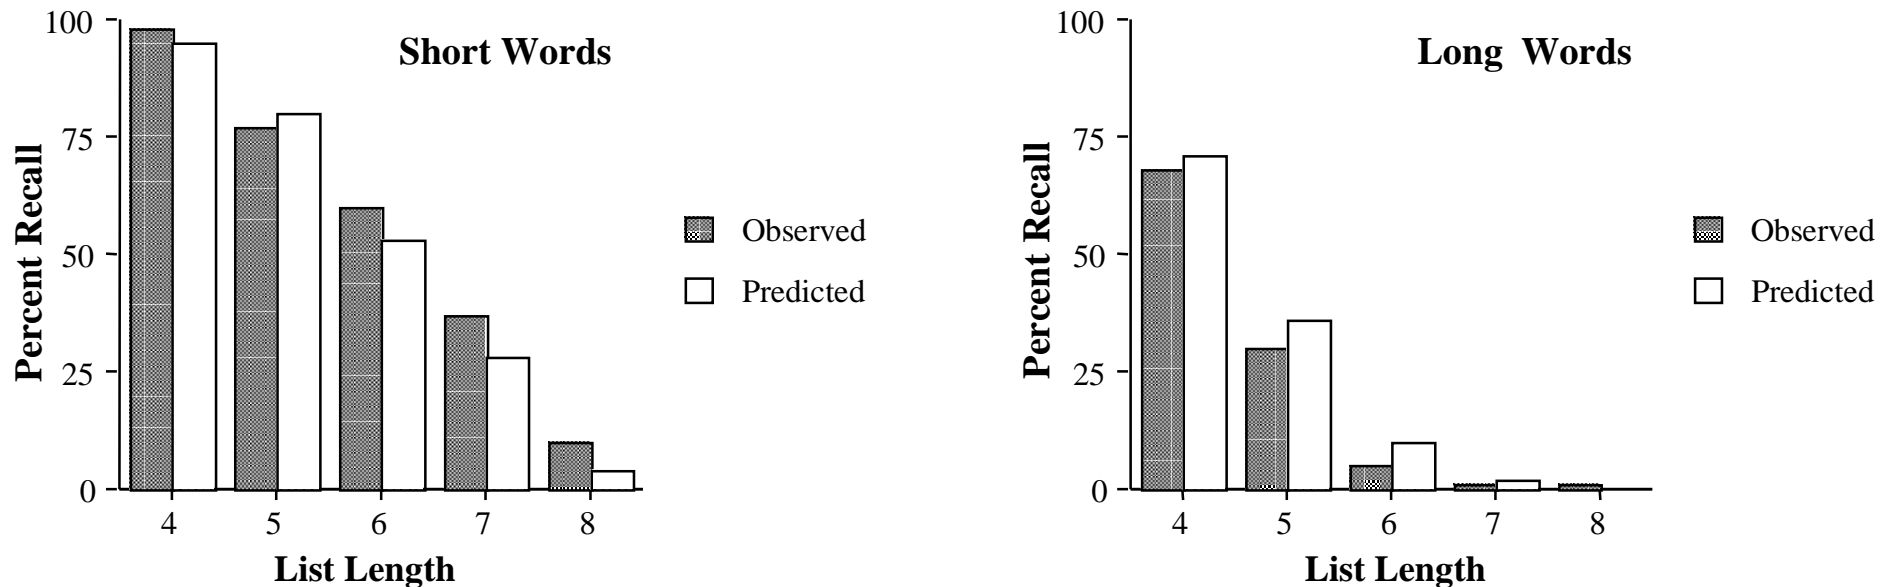 Short Words
100
75
50
25
0
Percent Recall
4 5 6 7 8
List Length
Observed
Predicted
Long Words
100
75
50
25
0
Percent Recall
4 5 6 7 8
List Length
Observed
Predicted